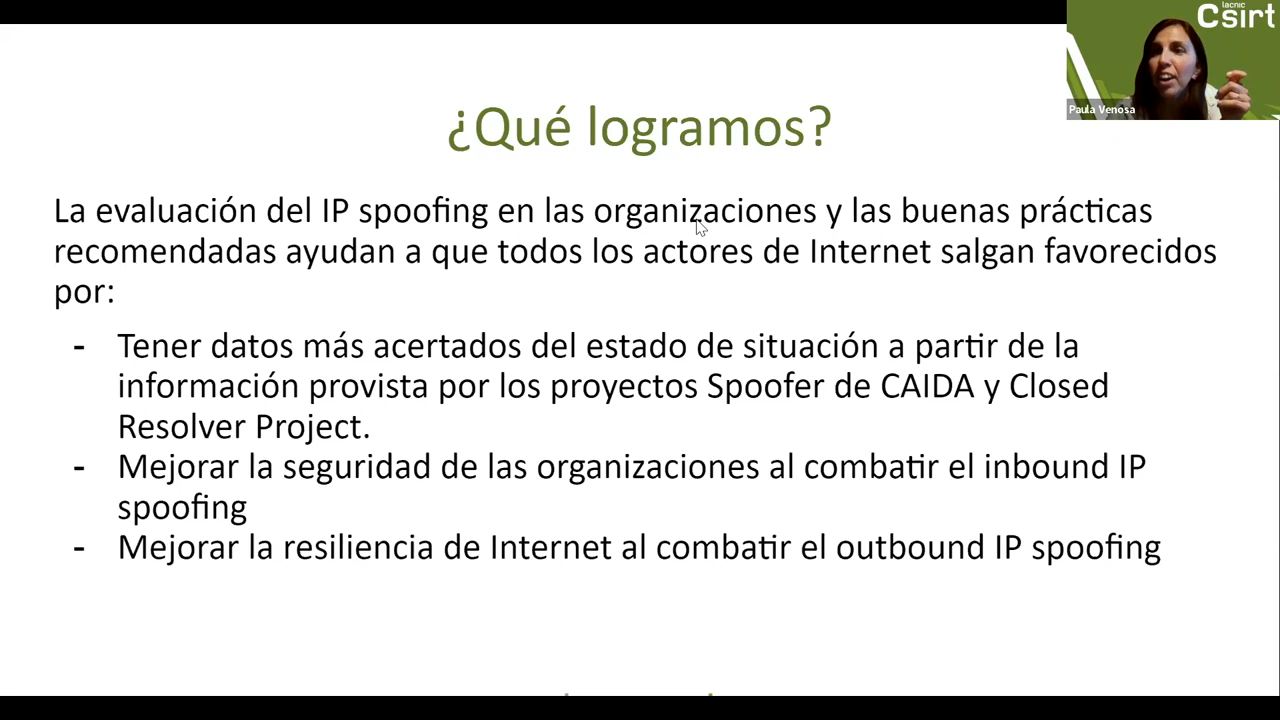 lacnic
Csirt
Paula Venosa
¿Qué logramos?
La evaluación del IP spoofing en las organizaciones y las buenas prácticas
recomendadas ayudan a que todos los actores de Internet salgan favorecidos
por:
- Tener datos más acertados del estado de situación a partir de la
información provista por los proyectos Spoofer de CAIDA y Closed
Resolver Project.
- Mejorar la seguridad de las organizaciones al combatir el inbound IP
spoofing
- Mejorar la resiliencia de Internet al combatir el outbound IP spoofing